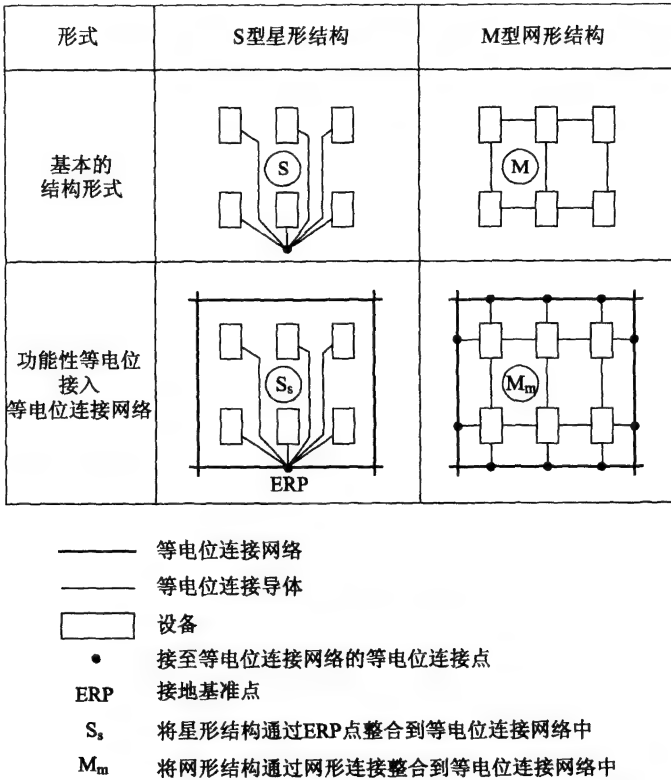 形式
S型星形结构
M型网形结构
基本的
结构形式
S
M
功能性等电位
接入
等电位连接网络
Sₛ
Mₘ
ERP
等电位连接网络
等电位连接导体
设备
接至等电位连接网络的等电位连接点
ERP 接地基准点
Sₛ 将星形结构通过ERP点整合到等电位连接网络中
Mₘ 将网形结构通过网形连接整合到等电位连接网络中